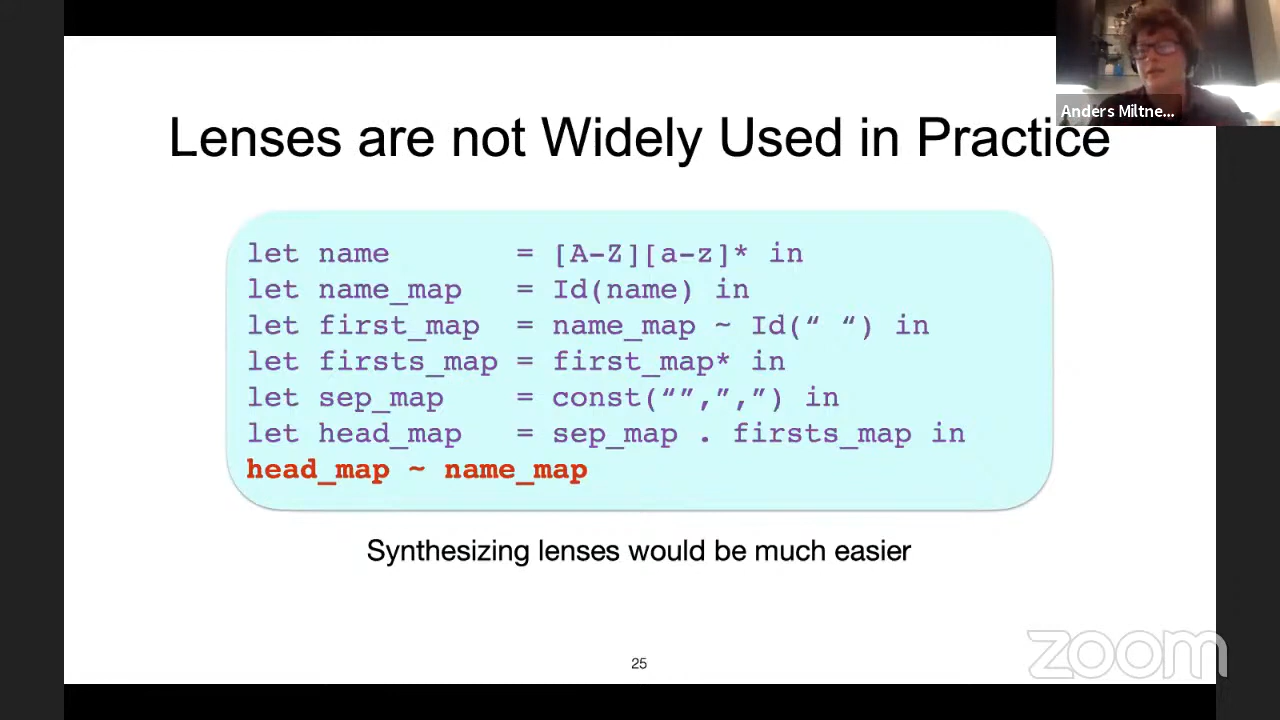 Anders Miltne...
Lenses are not Widely Used in Practice
let name = [A-Z][a-z]* in
let name_map = Id(name) in
let first_map = name_map ~ Id(“ “) in
let firsts_map = first_map* in
let sep_map = const(“”,”,”) in
let head_map = sep_map . firsts_map in
head_map ~ name_map
Synthesizing lenses would be much easier
25
zoom